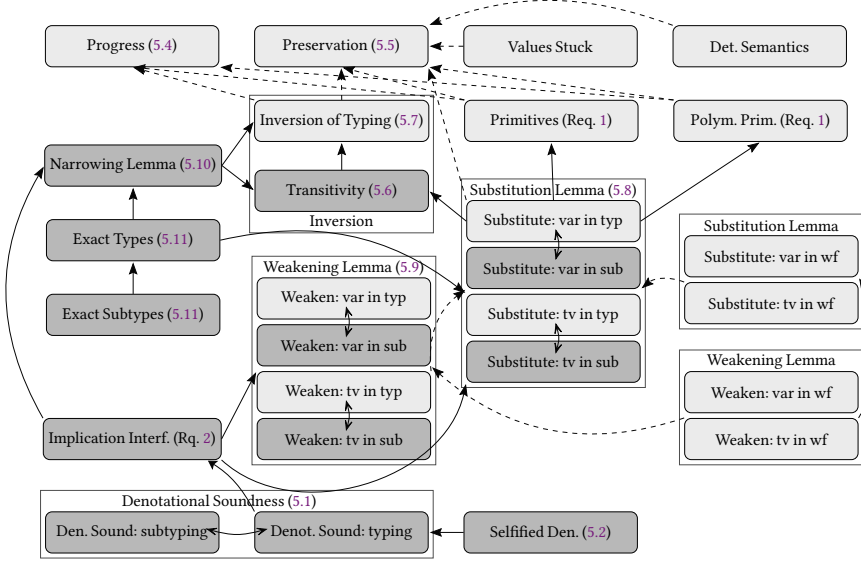 Progress (5.4)
Preservation (5.5)
Values Stuck
Det. Semantics
Inversion of Typing (5.7)
Primitives (Req. 1)
Polym. Prim. (Req. 1)
Narrowing Lemma (5.10)
Transitivity (5.6)
Inversion
Substitution Lemma (5.8)
Substitute: var in typ
Substitute: var in sub
Substitute: tv in typ
Substitute: tv in sub
Exact Types (5.11)
Exact Subtypes (5.11)
Weakening Lemma (5.9)
Weaken: var in typ
Weaken: var in sub
Weaken: tv in typ
Weaken: tv in sub
Substitution Lemma
Substitute: var in wf
Substitute: tv in wf
Weakening Lemma
Weaken: var in wf
Weaken: tv in wf
Implication Interf. (Rq. 2)
Denotational Soundness (5.1)
Den. Sound: subtyping
Denot. Sound: typing
Selfified Den. (5.2)